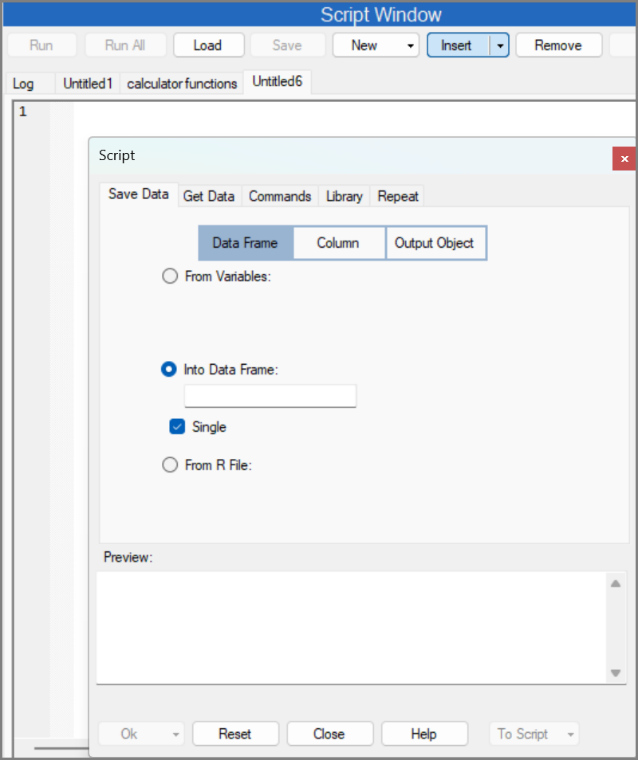 Script Window
Run Run All Load Save New Insert Remove
Log Untitled1 calculator functions Untitled6
1
Script
Save Data Get Data Commands Library Repeat
Data Frame Column Output Object
From Variables:
Into Data Frame:
Single
From R File:
Preview:
Ok Reset Close Help To Script